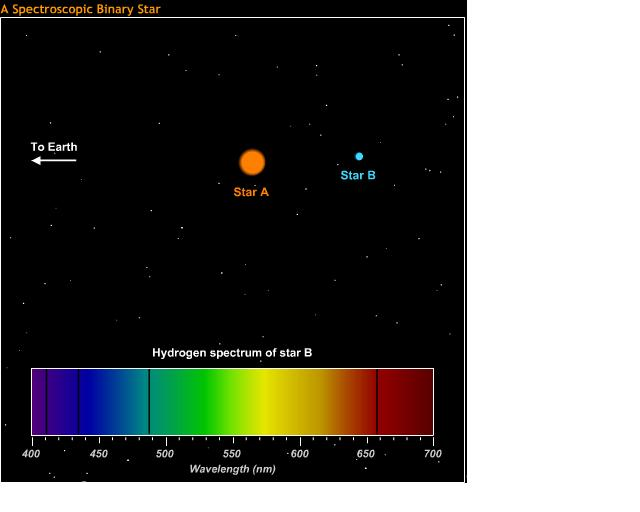 A Spectroscopic Binary Star
To Earth
Star A
Star B
Hydrogen spectrum of star B
400 450 500 550 600 650 700
Wavelength (nm)